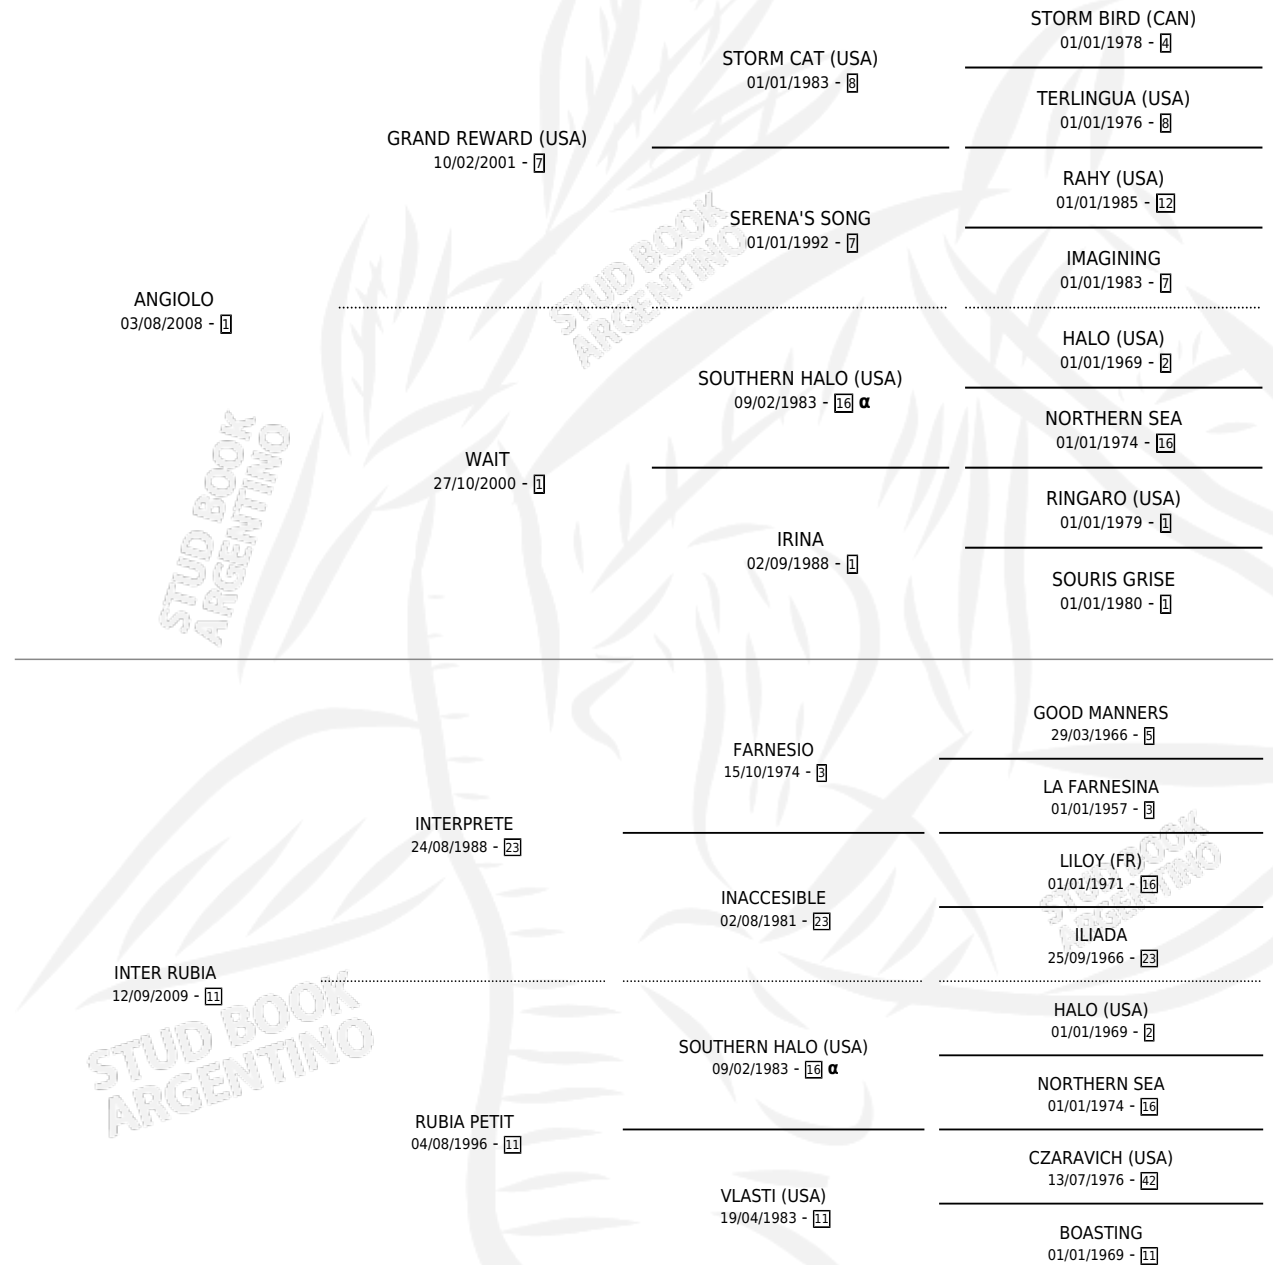 STORM BIRD (CAN)
01/01/1978 - 4
STORM CAT (USA)
01/01/1983 - 8
TERLINGUA (USA)
01/01/1976 - 8
GRAND REWARD (USA)
10/02/2001 - 7
RAHY (USA)
01/01/1985 - 12
SERENA'S SONG
01/01/1992 - 7
IMAGINING
01/01/1983 - 7
STUD BOOK
ARGENTINO
ANGIOLO
03/08/2008 - 1
HALO (USA)
01/01/1969 - 2
SOUTHERN HALO (USA)
09/02/1983 - 16 α
NORTHERN SEA
01/01/1974 - 16
WAIT
27/10/2000 - 1
RINGARO (USA)
01/01/1979 - 1
IRINA
02/09/1988 - 1
SOURIS GRISE
01/01/1980 - 1
STUD BOOK
ARGENTINO
GOOD MANNERS
29/03/1966 - 5
FARNESIO
15/10/1974 - 3
LA FARNESINA
01/01/1957 - 3
INTERPRETE
24/08/1988 - 23
LILOY (FR)
01/01/1971 - 16
INACCESIBLE
02/08/1981 - 23
ILIADA
25/09/1966 - 23
STUD BOOK
ARGENTINO
INTER RUBIA
12/09/2009 - 11
HALO (USA)
01/01/1969 - 2
SOUTHERN HALO (USA)
09/02/1983 - 16 α
NORTHERN SEA
01/01/1974 - 16
STUD BOOK
ARGENTINO
RUBIA PETIT
04/08/1996 - 11
CZARAVICH (USA)
13/07/1976 - 42
VLASTI (USA)
19/04/1983 - 11
BOASTING
01/01/1969 - 11